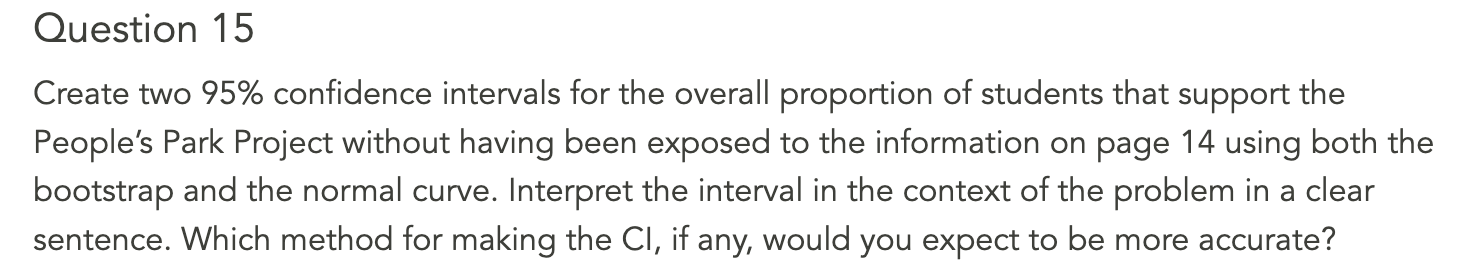 Question 15
Create two 95% confidence intervals for the overall proportion of students that support the
People’s Park Project without having been exposed to the information on page 14 using both the
bootstrap and the normal curve. Interpret the interval in the context of the problem in a clear
sentence. Which method for making the CI, if any, would you expect to be more accurate?